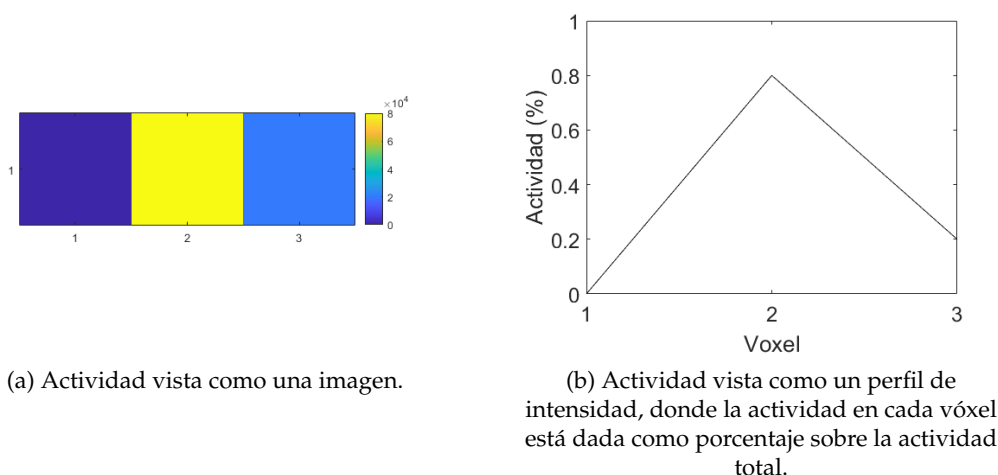 ×10⁴
8
6
4
2
0
1
1 2 3
1
0.8
0.6
0.4
0.2
0
Actividad (%)
1 2 3
Voxel
(a) Actividad vista como una imagen.
(b) Actividad vista como un perfil de
intensidad, donde la actividad en cada vóxel
está dada como porcentaje sobre la actividad
total.